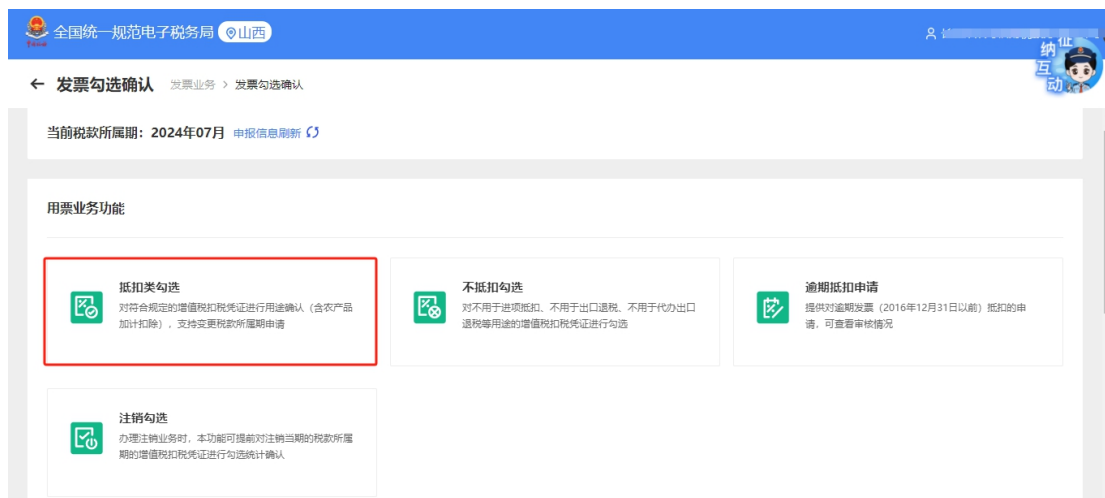 全国统一规范电子税务局 山西
征纳互动
← 发票勾选确认 发票业务 > 发票勾选确认
当前税款所属期：2024年07月 申报信息刷新
用票业务功能
抵扣类勾选
对符合规定的增值税扣税凭证进行用途确认（含农产品
加计扣除），支持变更税款所属期申请
不抵扣勾选
对不用于进项抵扣、不用于出口退税、不用于代办出口
退税等用途的增值税扣税凭证进行勾选
逾期抵扣申请
提供对逾期发票（2016年12月31日以前）抵扣的申
请，可查看审核情况
注销勾选
办理注销业务时，本功能可提前对注销当期的税款所属
期的增值税扣税凭证进行勾选统计确认